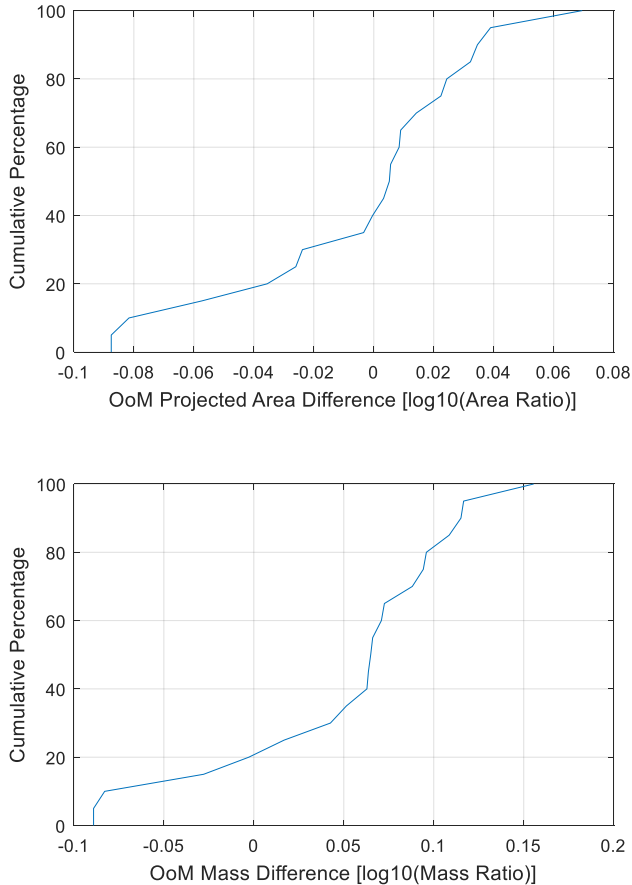 100
80
60
40
20
0
Cumulative Percentage
-0.1 -0.08 -0.06 -0.04 -0.02 0 0.02 0.04 0.06 0.08
OoM Projected Area Difference [log10(Area Ratio)]
100
80
60
40
20
0
Cumulative Percentage
-0.1 -0.05 0 0.05 0.1 0.15 0.2
OoM Mass Difference [log10(Mass Ratio)]